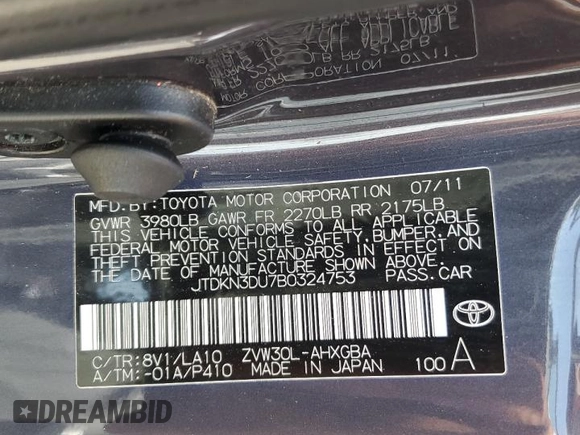 MFD.BY:TOYOTA MOTOR CORPORATION 07/11
GVWR 3980LB GAWR FR 2270LB RR 2175LB
THIS VEHICLE CONFORMS TO ALL APPLICABLE
FEDERAL MOTOR VEHICLE SAFETY,BUMPER,AND
THEFT PREVENTION STANDARDS IN EFFECT ON
THE DATE OF MANUFACTURE SHOWN ABOVE.
JTDKN3DU7B0324753 PASS.CAR
C/TR:8V1/LA10 ZVW30L-AHXGBA
A/TM:-01A/P410 MADE IN JAPAN 100 A
DREAMBID